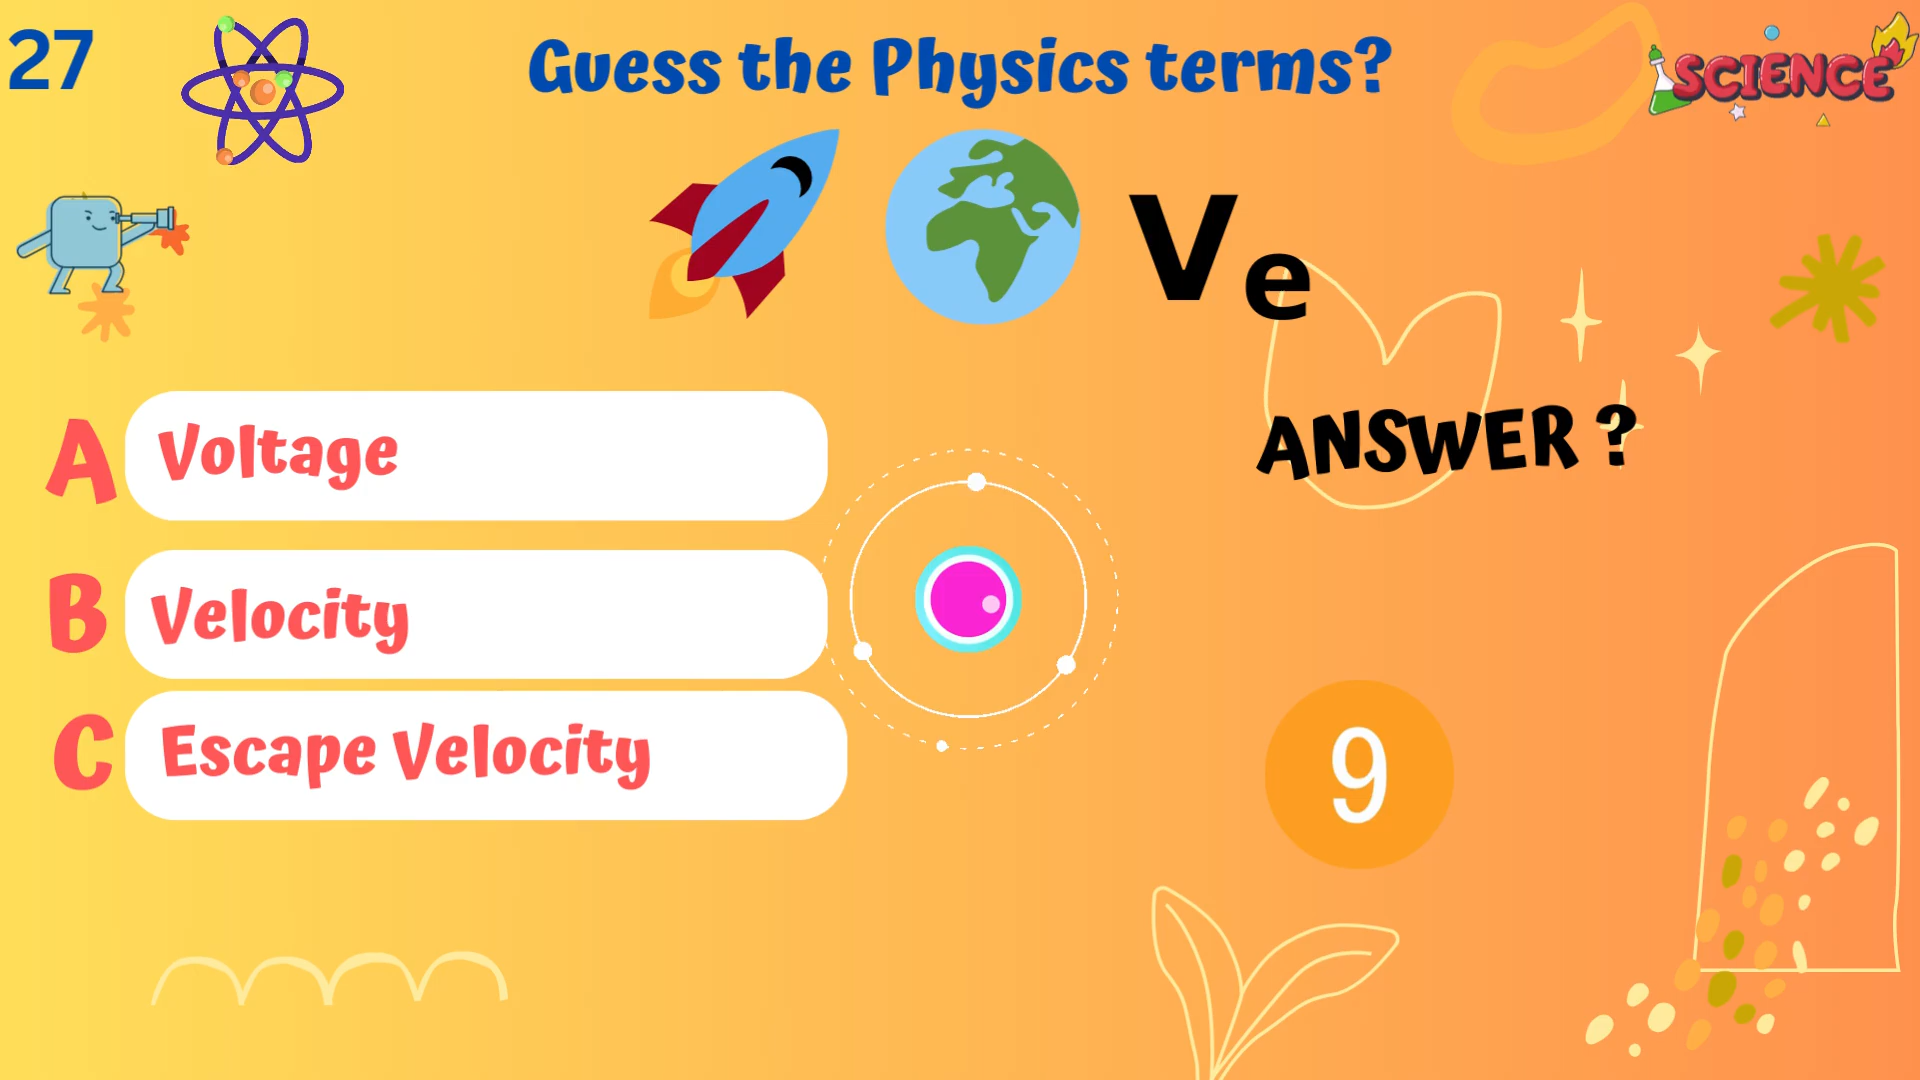 27
Guess the Physics terms?
SCIENCE
Ve
A Voltage
ANSWER ?
B Velocity
C Escape Velocity
9